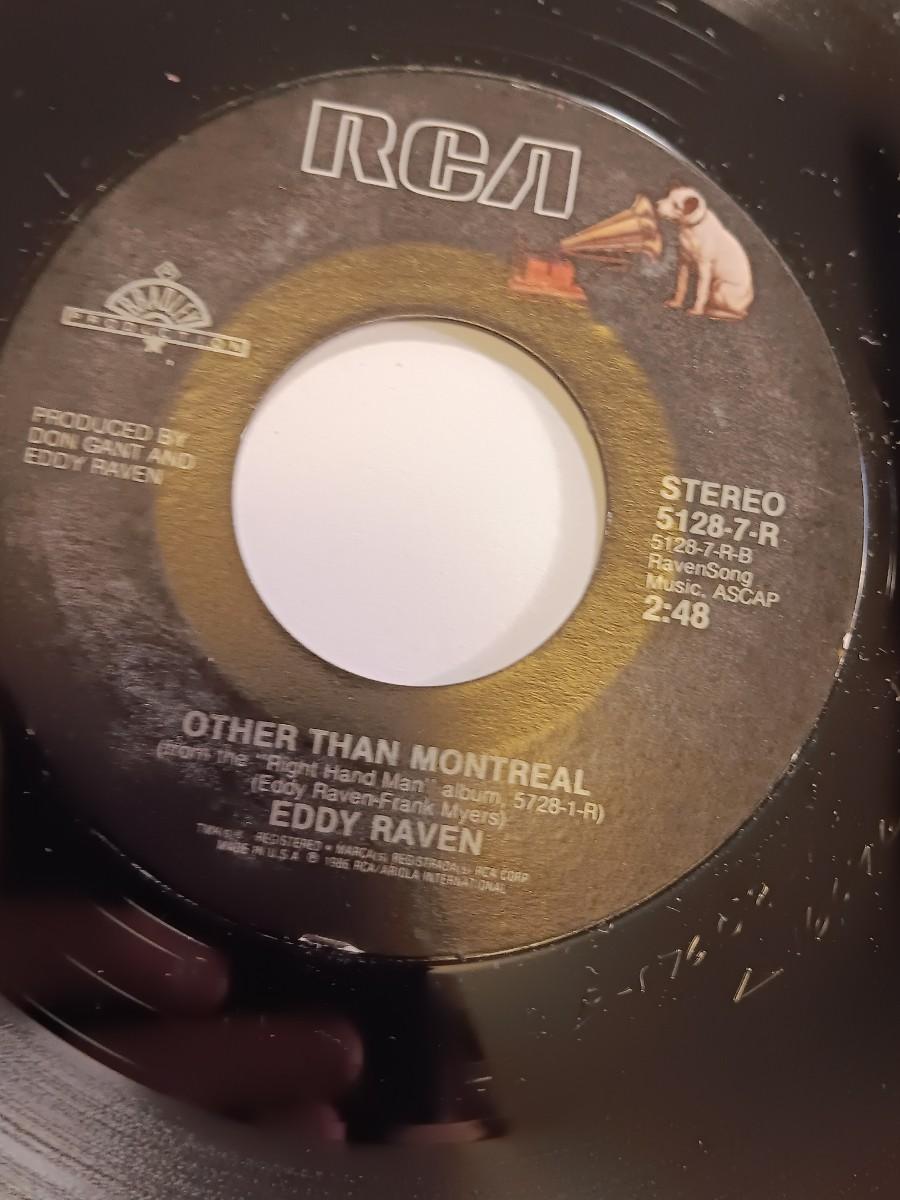 RCA
PRODUCTION
PRODUCED BY
DON GANT AND
EDDY RAVEN
STEREO
5128-7-R
5128-7-R-B
RavenSong
Music, ASCAP
2:48
OTHER THAN MONTREAL
(from the "Right Hand Man" album, 5728-1-R)
(Eddy Raven-Frank Myers)
EDDY RAVEN
REGISTERED • MARCA(S) REGISTRADA(S) RCA CORP
MADE IN U.S.A. ℗ 1986, RCA/ARIOLA INTERNATIONAL